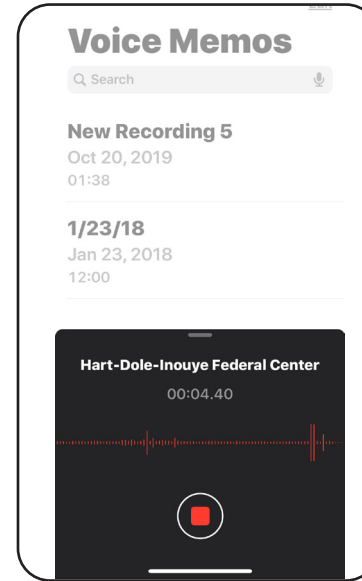 Voice Memos
Search
New Recording 5
Oct 20, 2019
01:38
1/23/18
Jan 23, 2018
12:00
Hart-Dole-Inouye Federal Center
00:04.40